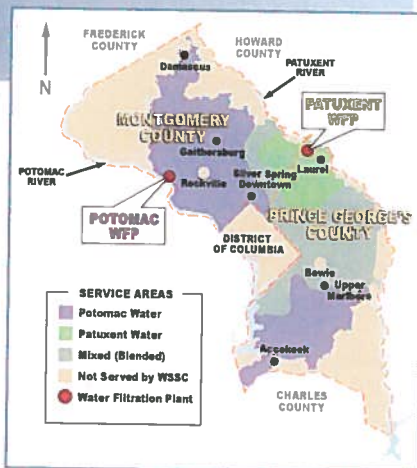 FREDERICK
COUNTY
HOWARD
COUNTY
Damascus
PATUXENT
RIVER
N
PATUXENT
WFP
MONTGOMERY
COUNTY
Gaithersburg
Laurel
POTOMAC
RIVER
Silver Spring
Downtown
Rockville
POTOMAC
WFP
PRINCE GEORGE'S
COUNTY
DISTRICT
OF COLUMBIA
Bowie
Upper
Marlboro
SERVICE AREAS
Potomac Water
Patuxent Water
Mixed (Blended)
Not Served by WSSC
Water Filtration Plant
Accokeek
CHARLES
COUNTY